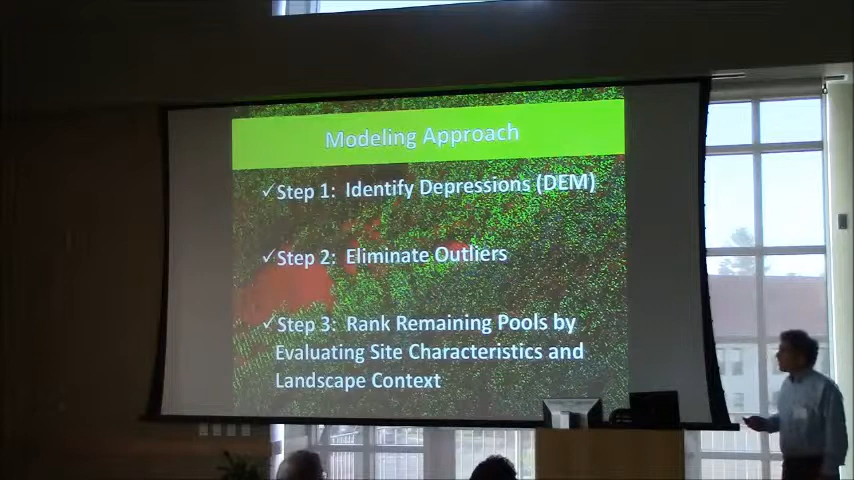 Modeling Approach
✓Step 1: Identify Depressions (DEM)
✓Step 2: Eliminate Outliers
✓Step 3: Rank Remaining Pools by
Evaluating Site Characteristics and
Landscape Context